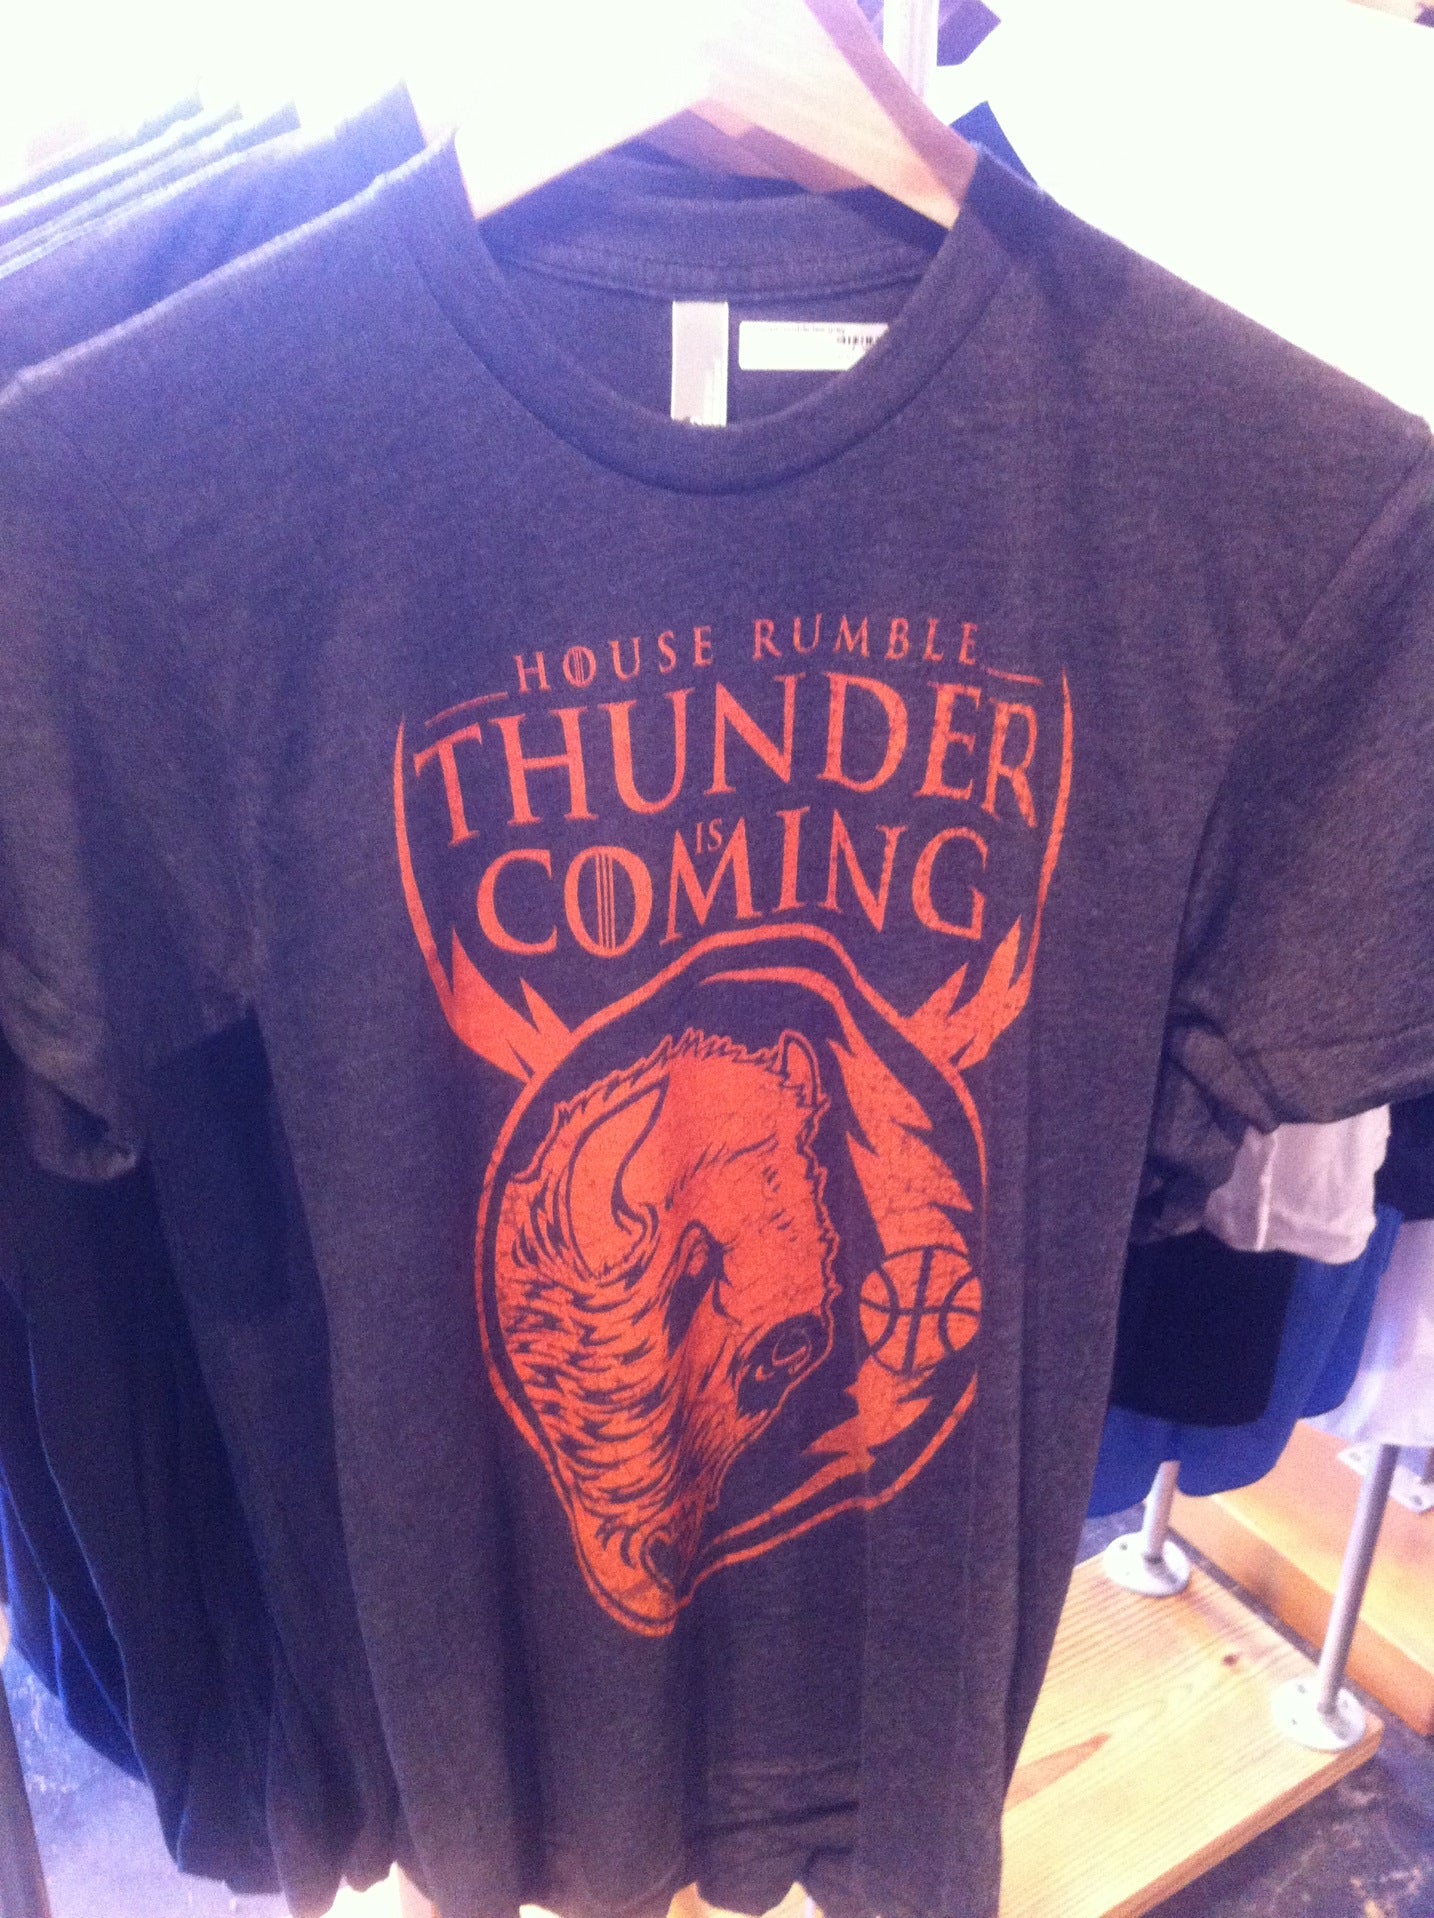 HOUSE RUMBLE
THUNDER
IS
COMING